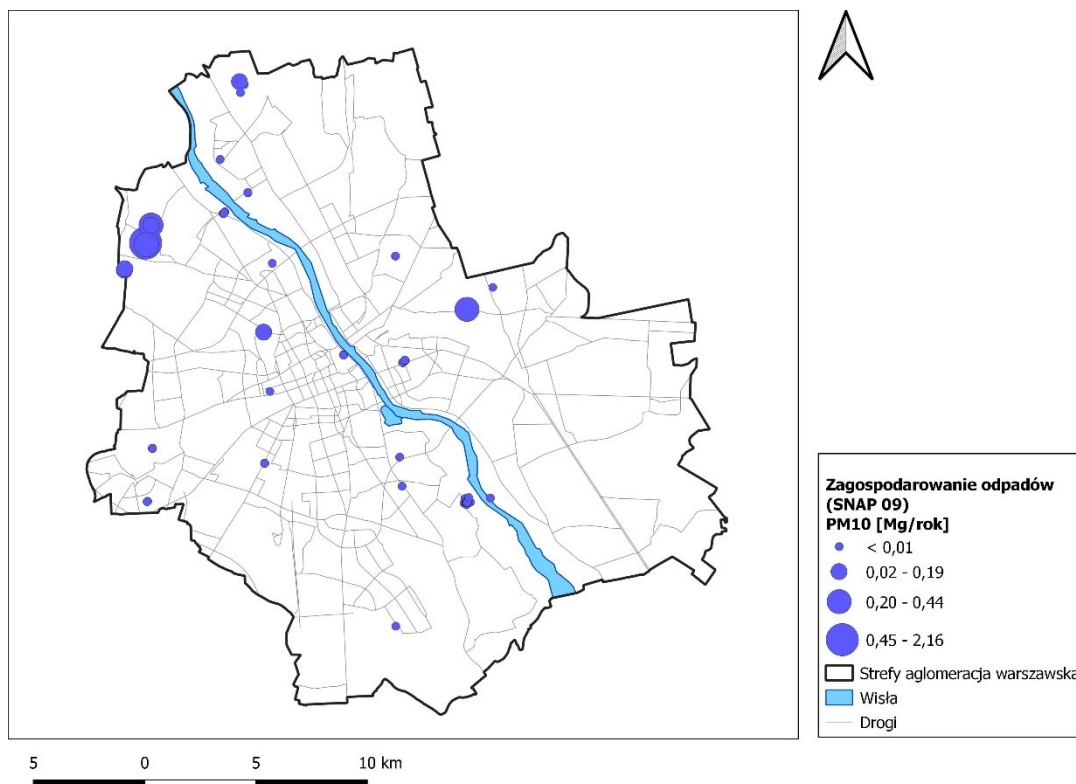 Zagospodarowanie odpadów
(SNAP 09)
PM10 [Mg/rok]
< 0,01
0,02 - 0,19
0,20 - 0,44
0,45 - 2,16
Strefy aglomeracja warszawska
Wisła
Drogi
5 0 5 10 km